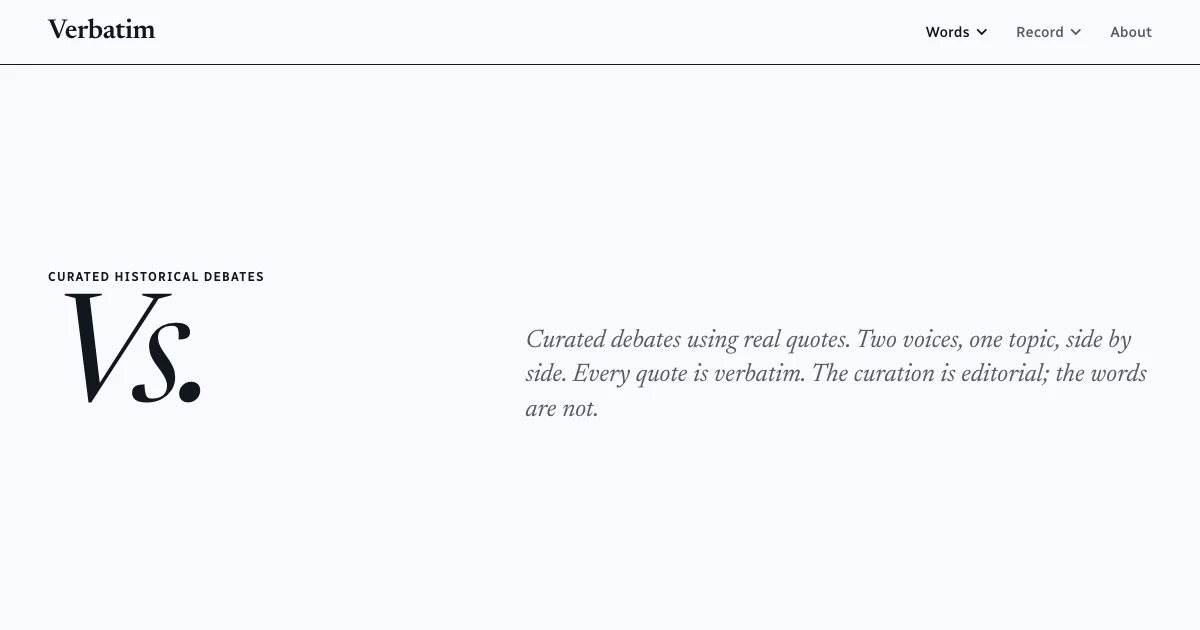 Verbatim
Words
Record
About
CURATED HISTORICAL DEBATES
Vs.
Curated debates using real quotes. Two voices, one topic, side by
side. Every quote is verbatim. The curation is editorial; the words
are not.